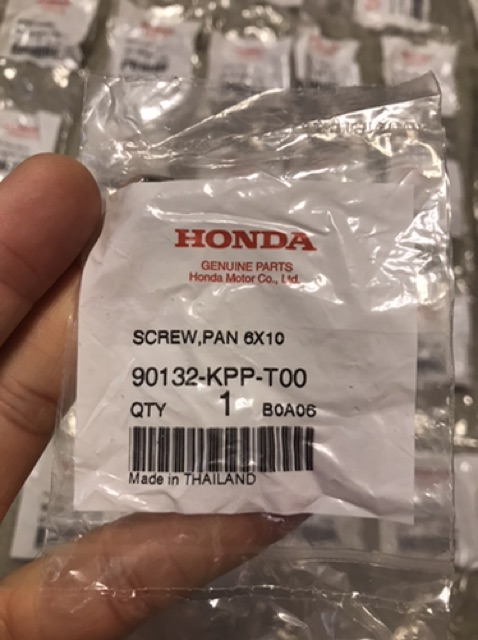 HONDA
GENUINE PARTS
Honda Motor Co., Ltd.
SCREW,PAN 6X10
90132-KPP-T00
QTY 1 B0A06
Made in THAILAND